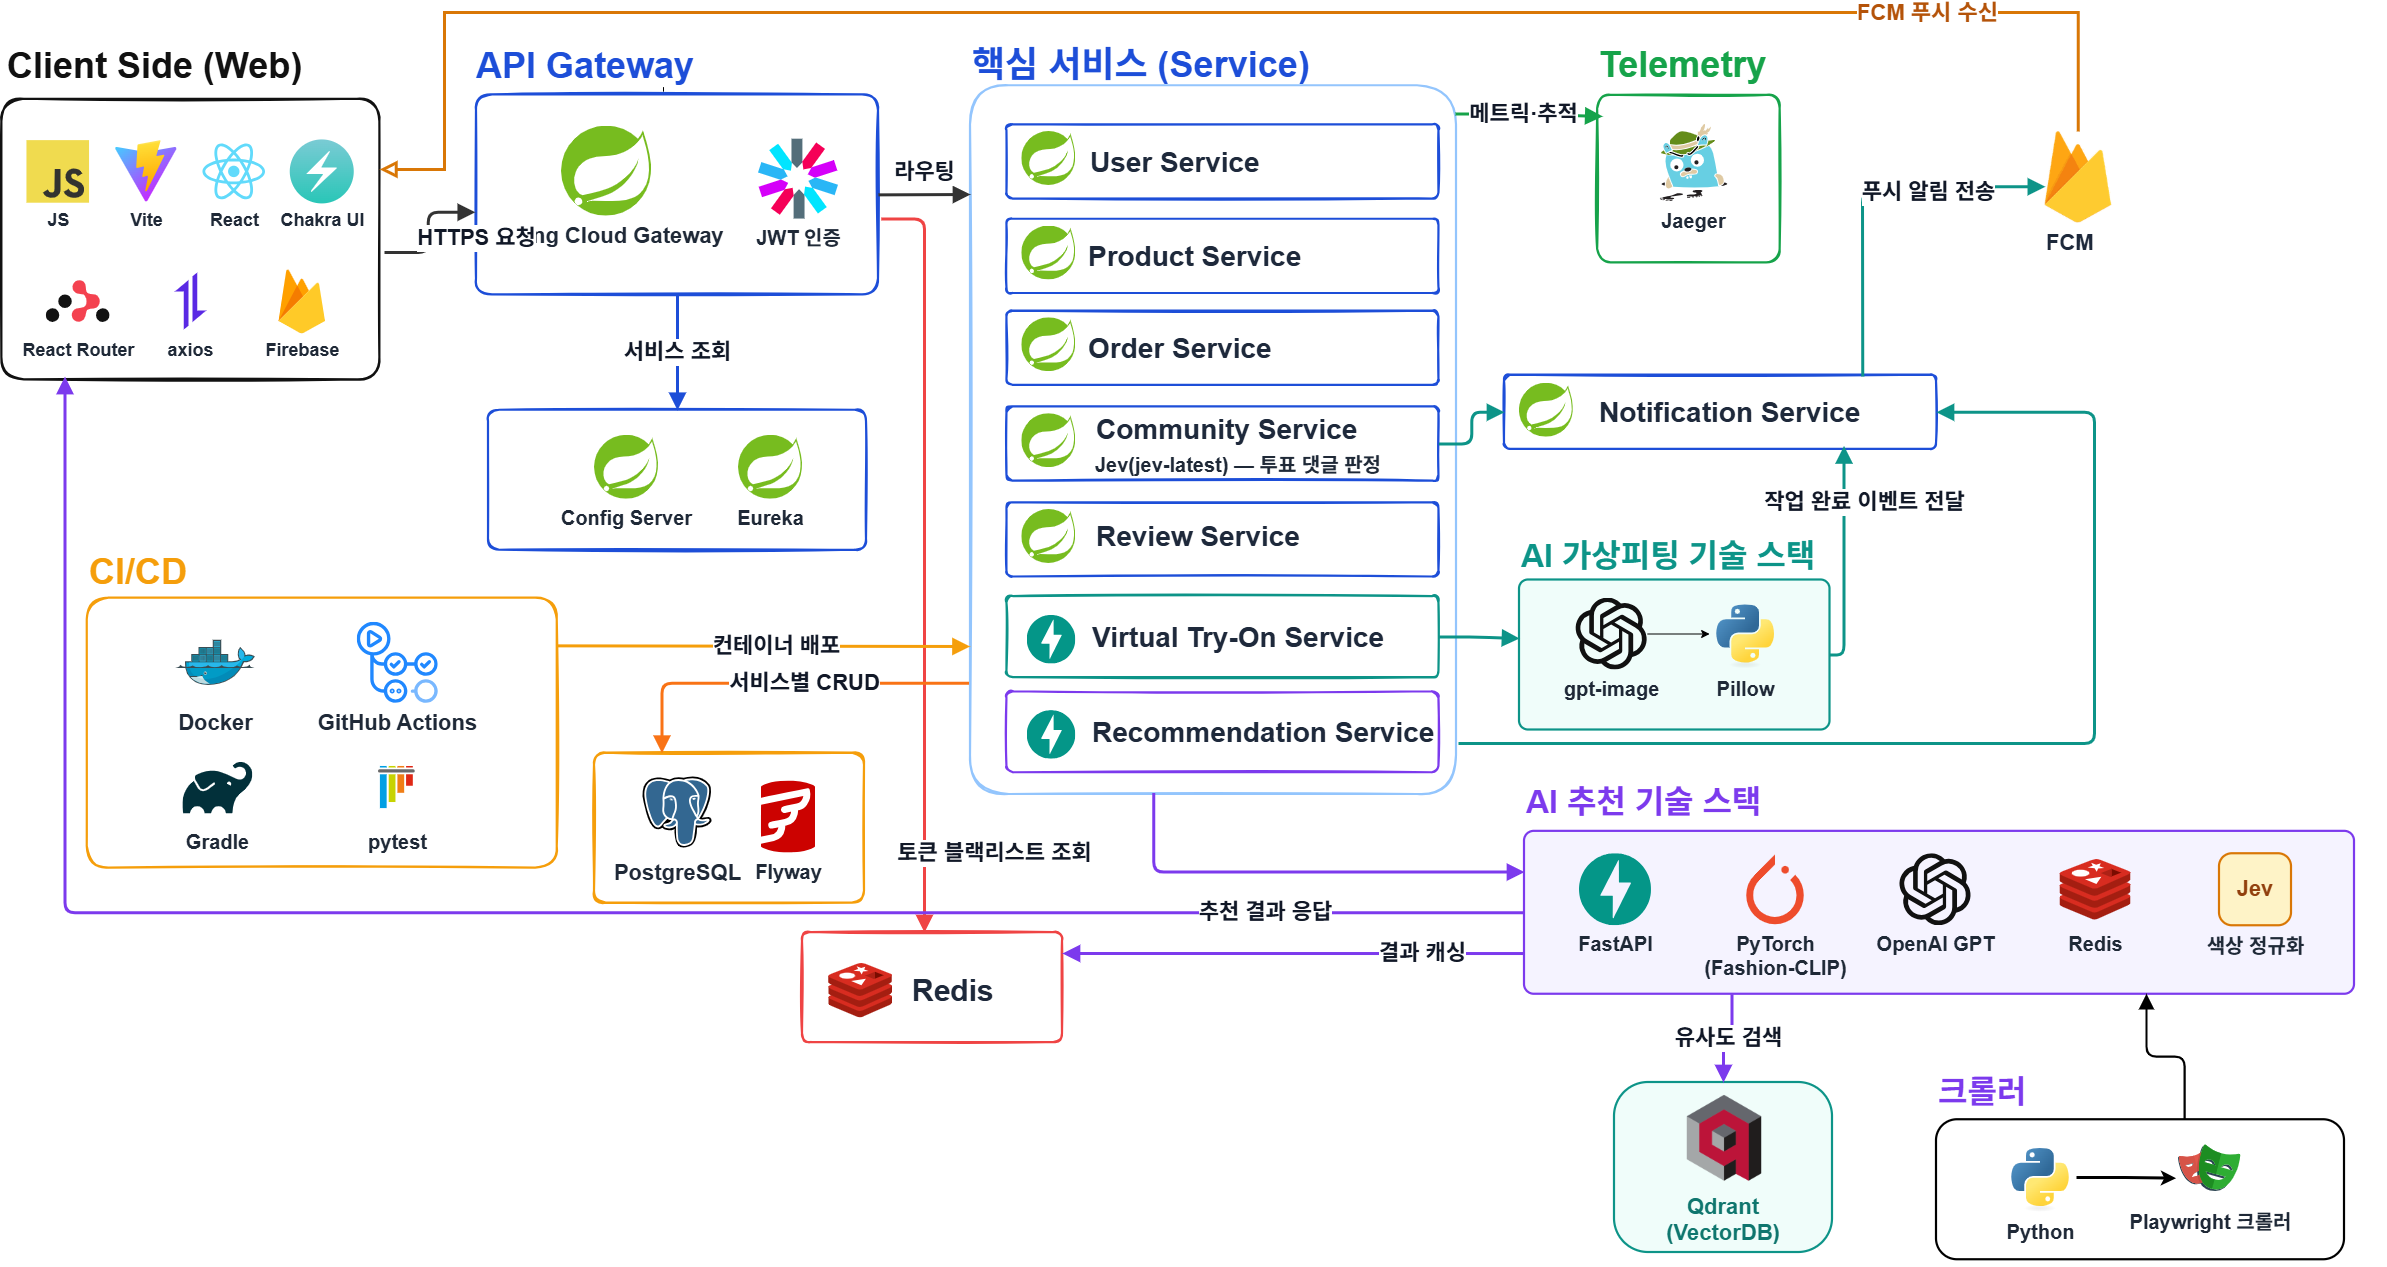 FCM 푸시 수신
Client Side (Web)
API Gateway
핵심 서비스 (Service)
Telemetry
JS
JS
Vite
React
Chakra UI
React Router
axios
Firebase
HTTPS 요청
ng Cloud Gateway
JWT 인증
라우팅
서비스 조회
Config Server
Eureka
User Service
Product Service
Order Service
Community Service
Jev(jev-latest) — 투표 댓글 판정
Review Service
Virtual Try-On Service
Recommendation Service
메트릭·추적
Jaeger
푸시 알림 전송
FCM
Notification Service
작업 완료 이벤트 전달
AI 가상피팅 기술 스택
gpt-image
Pillow
CI/CD
Docker
GitHub Actions
Gradle
pytest
컨테이너 배포
서비스별 CRUD
PostgreSQL
Flyway
토큰 블랙리스트 조회
추천 결과 응답
결과 캐싱
Redis
AI 추천 기술 스택
FastAPI
PyTorch
(Fashion-CLIP)
OpenAI GPT
Redis
Jev
색상 정규화
유사도 검색
Qdrant
(VectorDB)
크롤러
Python
Playwright 크롤러